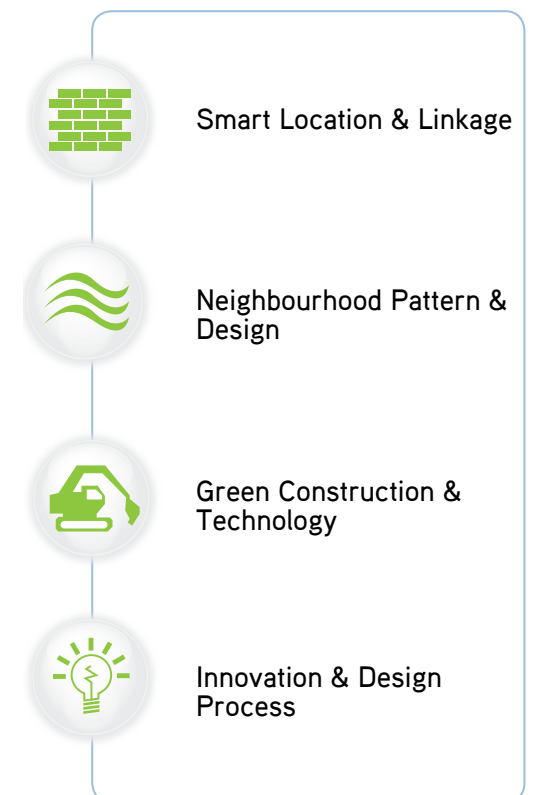 Smart Location & Linkage
Neighbourhood Pattern &
Design
Green Construction &
Technology
Innovation & Design
Process